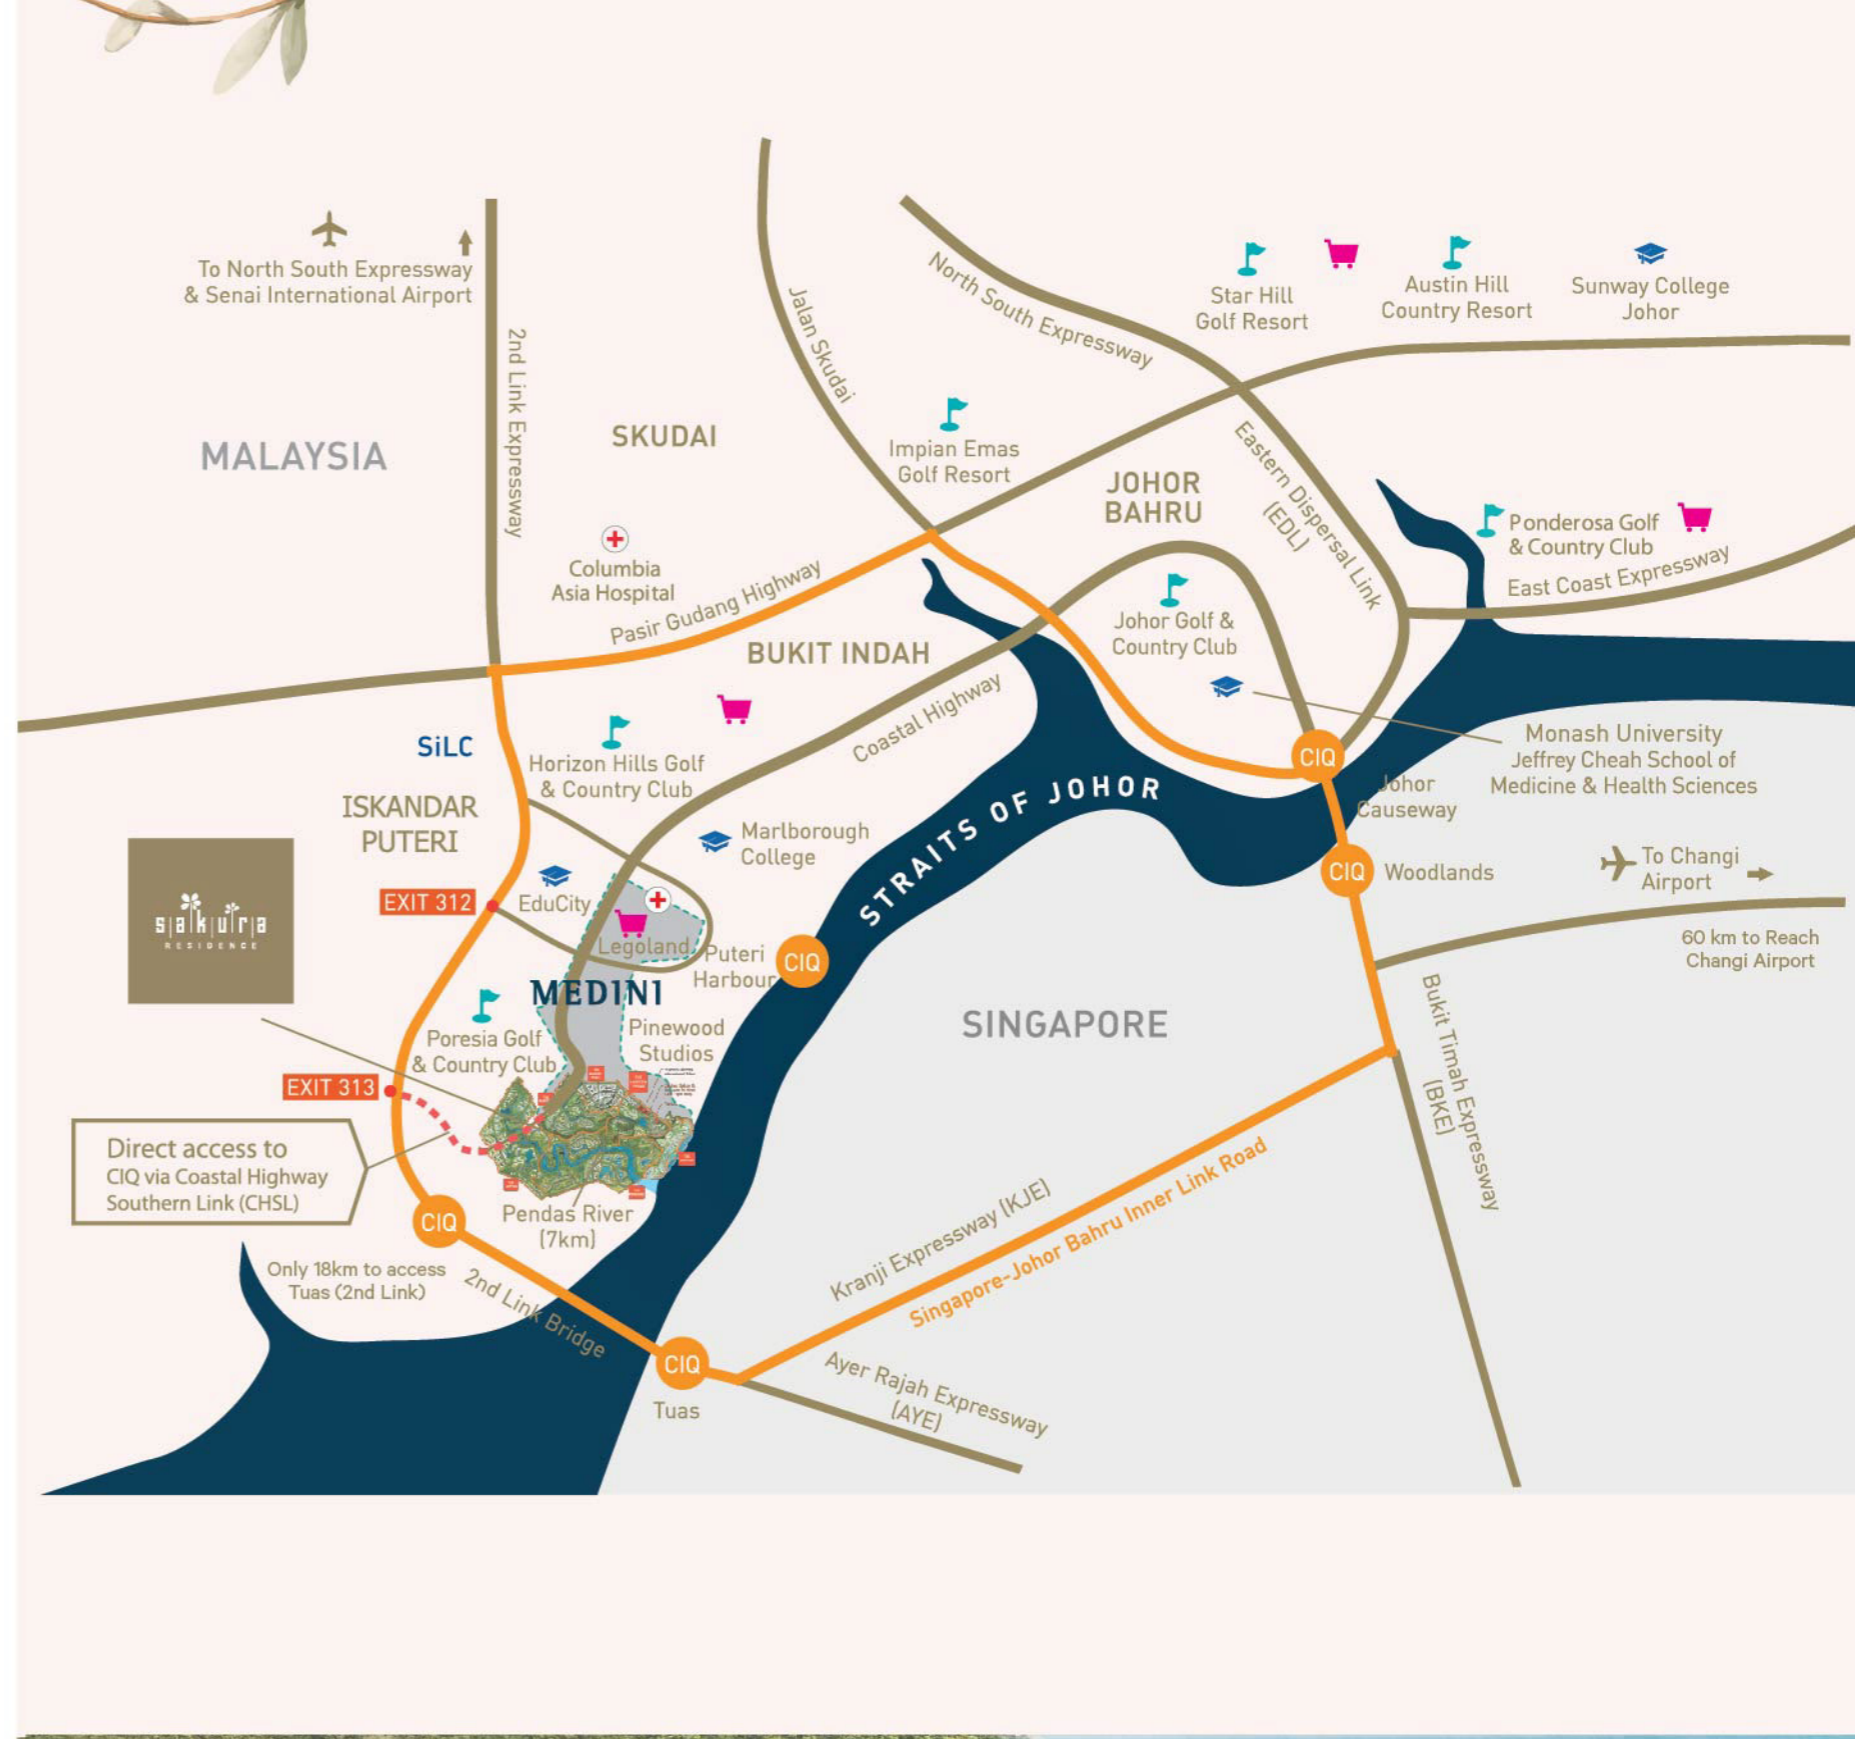 To North South Expressway
& Senai International Airport
2nd Link Expressway
Jalan Skudai
North South Expressway
Star Hill
Golf Resort
Austin Hill
Country Resort
Sunway College
Johor
MALAYSIA
SKUDAI
Impian Emas
Golf Resort
JOHOR
BAHRU
Eastern Dispersal Link
(EDL)
Ponderosa Golf
& Country Club
East Coast Expressway
Columbia
Asia Hospital
Pasir Gudang Highway
BUKIT INDAH
Johor Golf &
Country Club
Coastal Highway
SiLC
Horizon Hills Golf
& Country Club
Monash University
Jeffrey Cheah School of
Medicine & Health Sciences
CIQ
Johor
Causeway
STRAITS OF JOHOR
ISKANDAR
PUTERI
Marlborough
College
CIQ
Woodlands
To Changi
Airport
60 km to Reach
Changi Airport
sakura
RESIDENCE
EXIT 312
EduCity
Legoland
Puteri
Harbour
CIQ
MEDINI
SINGAPORE
Poresia Golf
& Country Club
Pinewood
Studios
EXIT 313
Bukit Timah Expressway
(BKE)
Direct access to
CIQ via Coastal Highway
Southern Link (CHSL)
CIQ
Pendas River
(7km)
Kranji Expressway (KJE)
Singapore-Johor Bahru Inner Link Road
Only 18km to access
Tuas (2nd Link)
2nd Link Bridge
CIQ
Tuas
Ayer Rajah Expressway
(AYE)